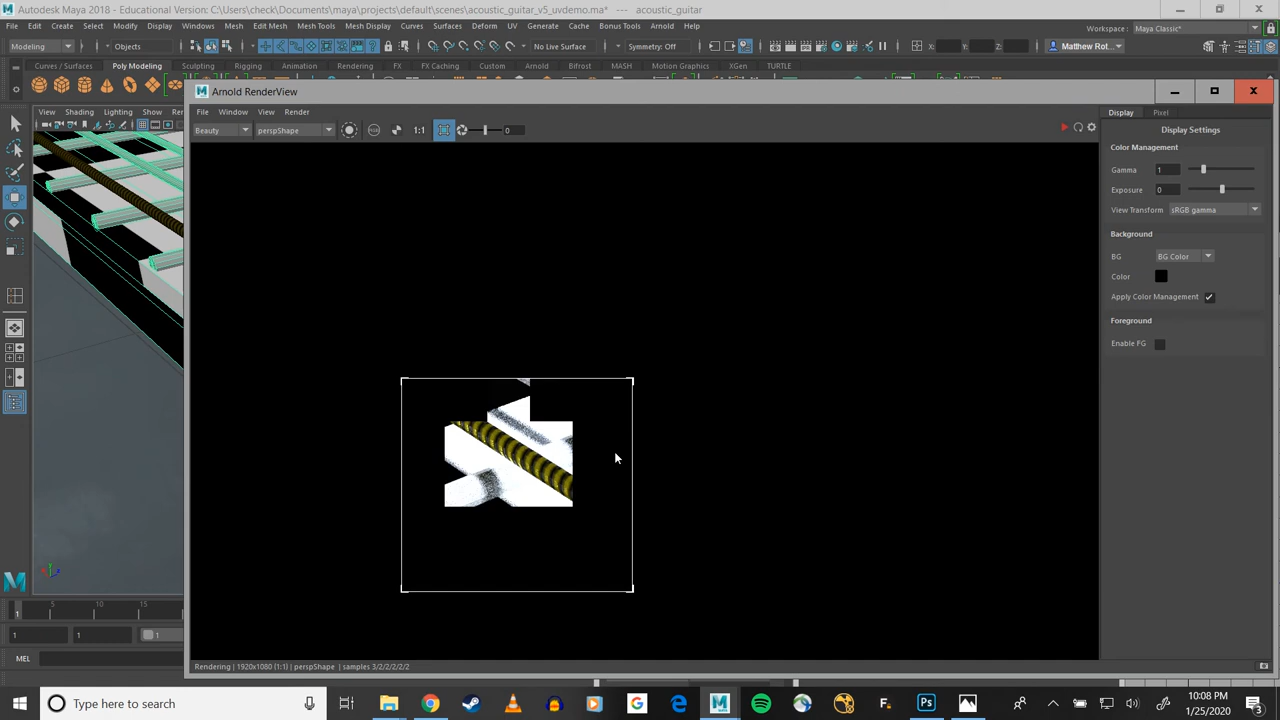 Autodesk Maya 2018 - Educational Version: C:\Users\check\Documents\maya\projects\default\scenes\acoustic_guitar_v5_uvdemo.ma* --- acoustic_guitar
File Edit Create Select Modify Display Windows Mesh Edit Mesh Mesh Tools Mesh Display Curves Surfaces Deform UV Generate Cache Bonus Tools Arnold Help
Workspace: Maya Classic*
Modeling Objects No Live Surface Symmetry: Off X: Y: Z: Matthew Rot...
Curves / Surfaces Poly Modeling Sculpting Rigging Animation Rendering FX FX Caching Custom Arnold Bifrost MASH Motion Graphics XGen TURTLE
Arnold RenderView
View Shading Lighting Show
File Window View Render
Display Pixel
Beauty perspShape 1:1 0
Display Settings
Color Management
Gamma 1
Exposure 0
View Transform sRGB gamma
Background
BG BG Color
Color
Apply Color Management
Foreground
Enable FG
1 5 10 15
1 1 1
MEL
Rendering | 1920x1080 (1:1) | perspShape | samples 3/2/2/2/2/2
Type here to search
10:08 PM
1/25/2020